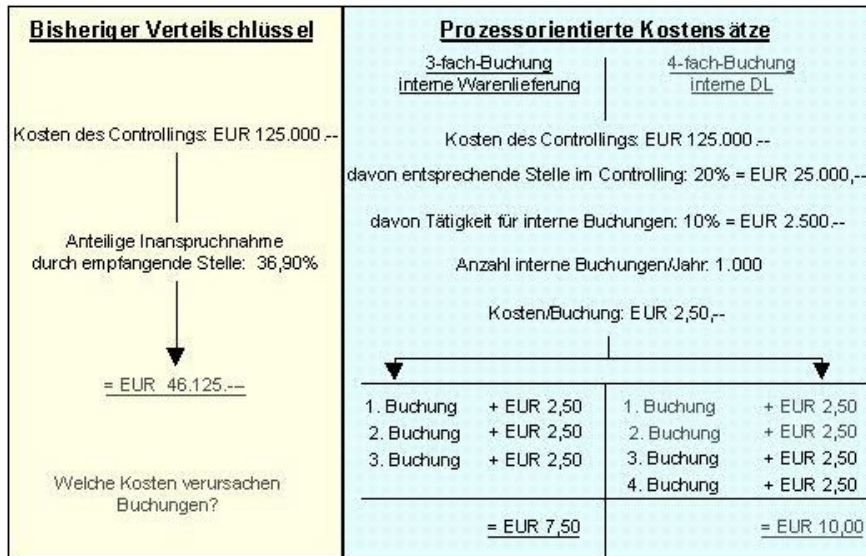 Bisheriger Verteilschlüssel
Kosten des Controllings: EUR 125.000.--
Anteilige Inanspruchnahme
durch empfangende Stelle: 36,90%
= EUR 46.125.---
Welche Kosten verursachen
Buchungen?
Prozessorientierte Kostensätze
3-fach-Buchung
interne Warenlieferung
4-fach-Buchung
interne DL
Kosten des Controllings: EUR 125.000.--
davon entsprechende Stelle im Controlling: 20% = EUR 25.000,--
davon Tätigkeit für interne Buchungen: 10% = EUR 2.500.--
Anzahl interne Buchungen/Jahr: 1.000
Kosten/Buchung: EUR 2,50,--
1. Buchung + EUR 2,50
2. Buchung + EUR 2,50
3. Buchung + EUR 2,50
= EUR 7,50
1. Buchung + EUR 2,50
2. Buchung + EUR 2,50
3. Buchung + EUR 2,50
4. Buchung + EUR 2,50
= EUR 10,00